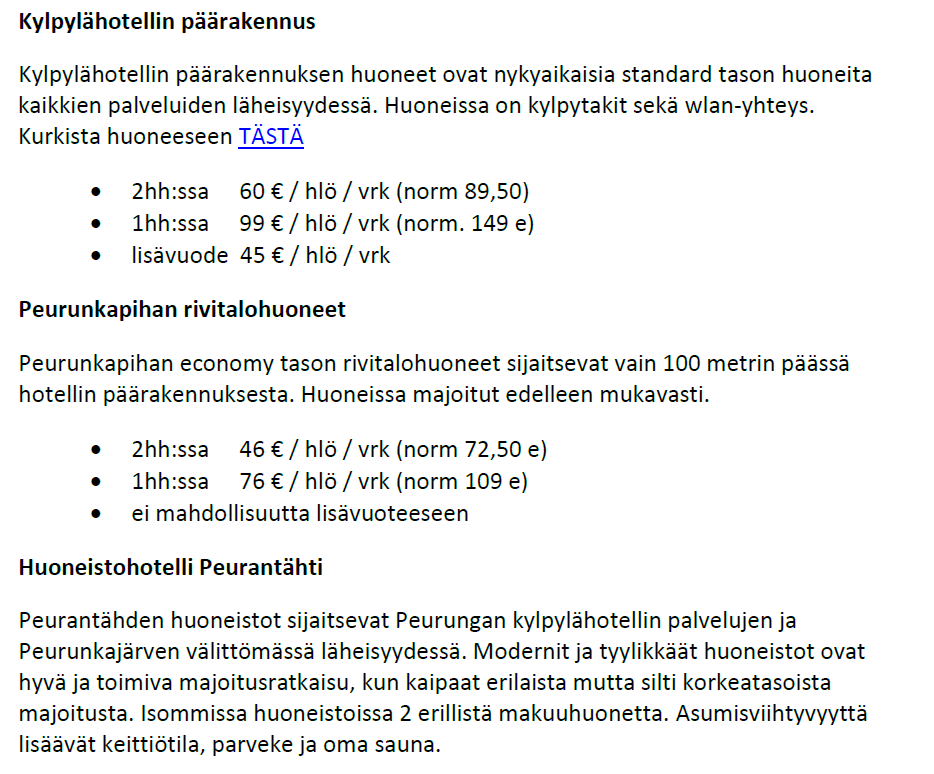 Kylpylähotellin päärakennus
Kylpylähotellin päärakennuksen huoneet ovat nykyaikaisia standard tason huoneita
kaikkien palveluiden läheisyydessä. Huoneissa on kylpytakit sekä wlan-yhteys.
Kurkista huoneeseen TÄSTÄ
• 2hh:ssa 60 € / hlö / vrk (norm 89,50)
• 1hh:ssa 99 € / hlö / vrk (norm. 149 e)
• lisävuode 45 € / hlö / vrk
Peurunkapihan rivitalohuoneet
Peurunkapihan economy tason rivitalohuoneet sijaitsevat vain 100 metrin päässä
hotellin päärakennuksesta. Huoneissa majoitut edelleen mukavasti.
• 2hh:ssa 46 € / hlö / vrk (norm 72,50 e)
• 1hh:ssa 76 € / hlö / vrk (norm 109 e)
• ei mahdollisuutta lisävuoteeseen
Huoneistohotelli Peurantähti
Peurantähden huoneistot sijaitsevat Peurungan kylpylähotellin palvelujen ja
Peurunkajärven välittömässä läheisyydessä. Modernit ja tyylikkäät huoneistot ovat
hyvä ja toimiva majoitusratkaisu, kun kaipaat erilaista mutta silti korkeatasoista
majoitusta. Isommissa huoneistoissa 2 erillistä makuuhuonetta. Asumisviihtyvyyttä
lisäävät keittiötila, parveke ja oma sauna.